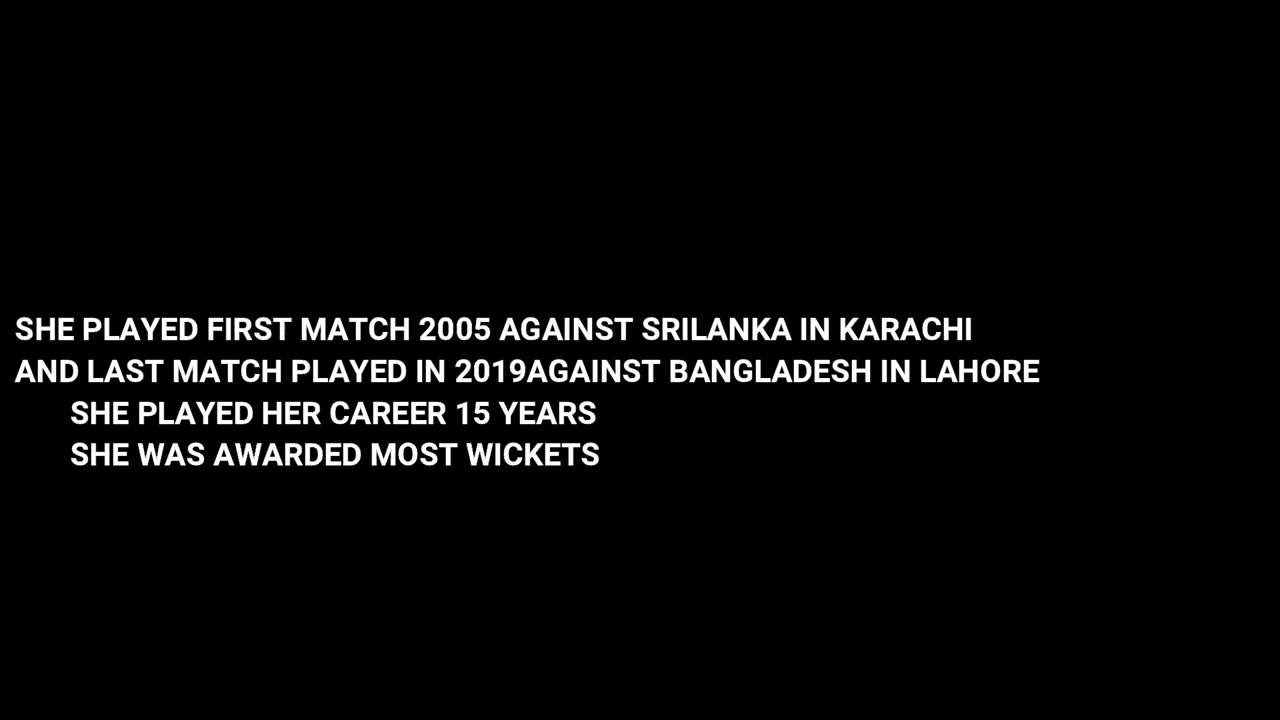 SHE PLAYED FIRST MATCH 2005 AGAINST SRILANKA IN KARACHI
AND LAST MATCH PLAYED IN 2019AGAINST BANGLADESH IN LAHORE
SHE PLAYED HER CAREER 15 YEARS
SHE WAS AWARDED MOST WICKETS